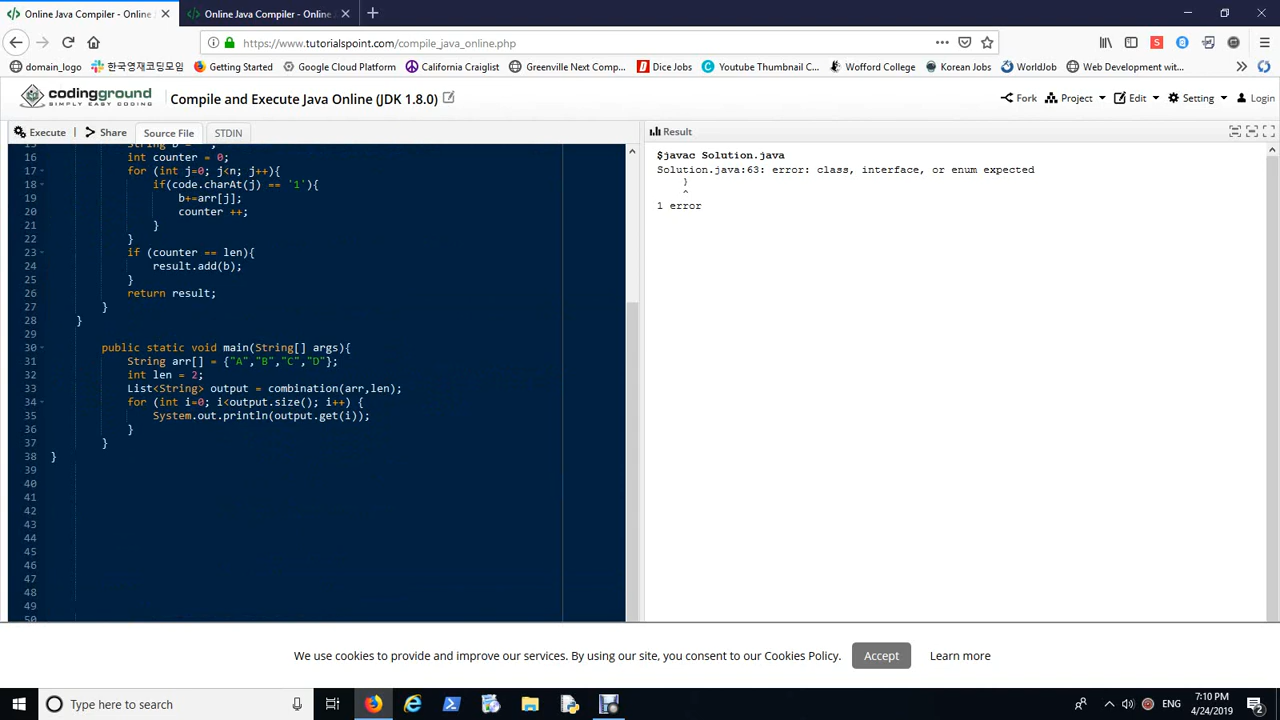 Online Java Compiler - Online
Online Java Compiler - Online
https://www.tutorialspoint.com/compile_java_online.php
domain_logo
한국영재코딩모임
Getting Started
Google Cloud Platform
California Craiglist
Greenville Next Comp...
Dice Jobs
Youtube Thumbnail C...
Wofford College
Korean Jobs
WorldJob
Web Development wit...
codingground
SIMPLY EASY CODING
Compile and Execute Java Online (JDK 1.8.0)
Fork
Project
Edit
Setting
Login
Execute
Share
Source File
STDIN
Result
16 int counter = 0;
17 for (int j=0; j<n; j++){
18 if(code.charAt(j) == '1'){
19 b+=arr[j];
20 counter ++;
21 }
22 }
23 if (counter == len){
24 result.add(b);
25 }
26 return result;
27 }
28 }
29
30 public static void main(String[] args){
31 String arr[] = {"A","B","C","D"};
32 int len = 2;
33 List<String> output = combination(arr,len);
34 for (int i=0; i<output.size(); i++) {
35 System.out.println(output.get(i));
36 }
37 }
38 }
39
40
41
42
43
44
45
46
47
48
49
50
$javac Solution.java
Solution.java:63: error: class, interface, or enum expected
}
^
1 error
We use cookies to provide and improve our services. By using our site, you consent to our Cookies Policy.
Accept
Learn more
Type here to search
ENG
7:10 PM
4/24/2019
2